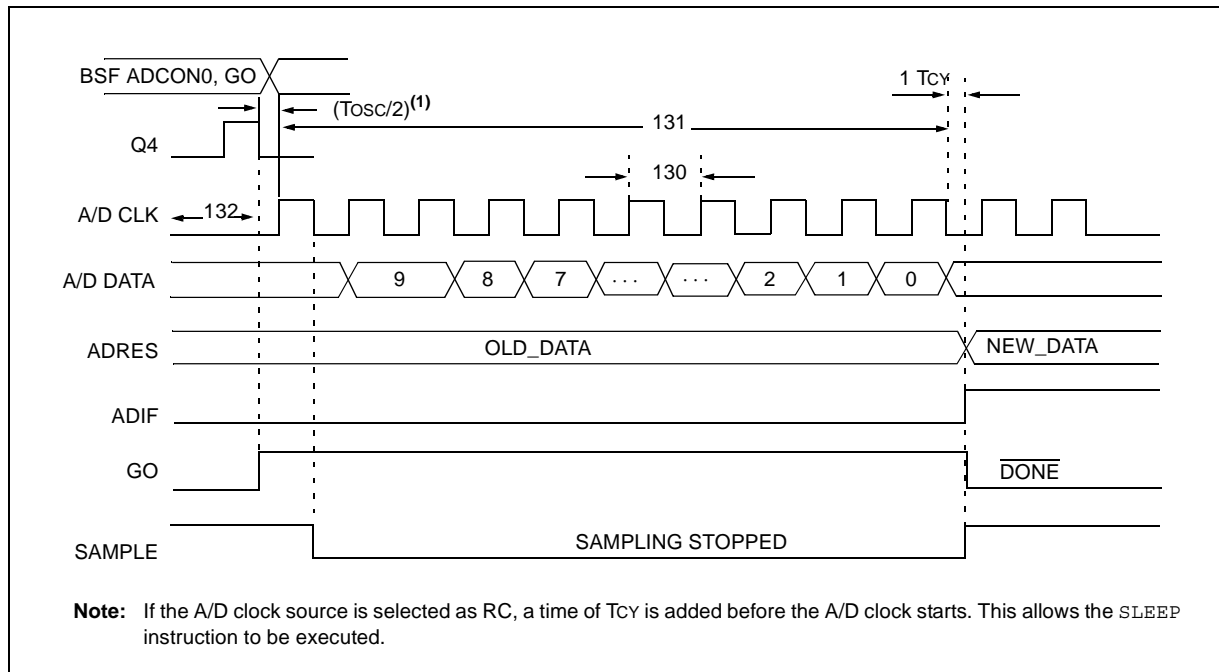 BSF ADCON0, GO
1 TCY
(TOSC/2)(1)
131
Q4
130
A/D CLK
132
A/D DATA
9 8 7 ... ... 2 1 0
ADRES
OLD_DATA
NEW_DATA
ADIF
GO
DONE
SAMPLE
SAMPLING STOPPED
Note: If the A/D clock source is selected as RC, a time of TCY is added before the A/D clock starts. This allows the SLEEP
instruction to be executed.